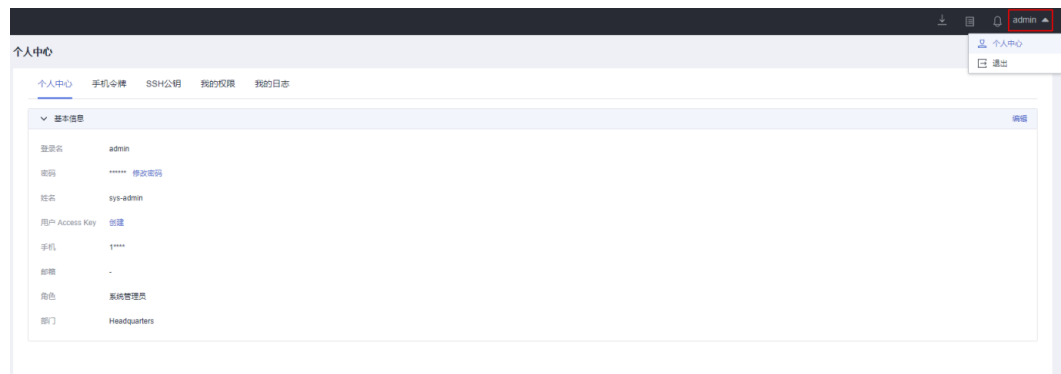 admin
个人中心
退出
个人中心
个人中心 手机令牌 SSH公钥 我的权限 我的日志
基本信息 编辑
登录名 admin
密码 ****** 修改密码
姓名 sys-admin
用户 Access Key 创建
手机 1****
邮箱 -
角色 系统管理员
部门 Headquarters